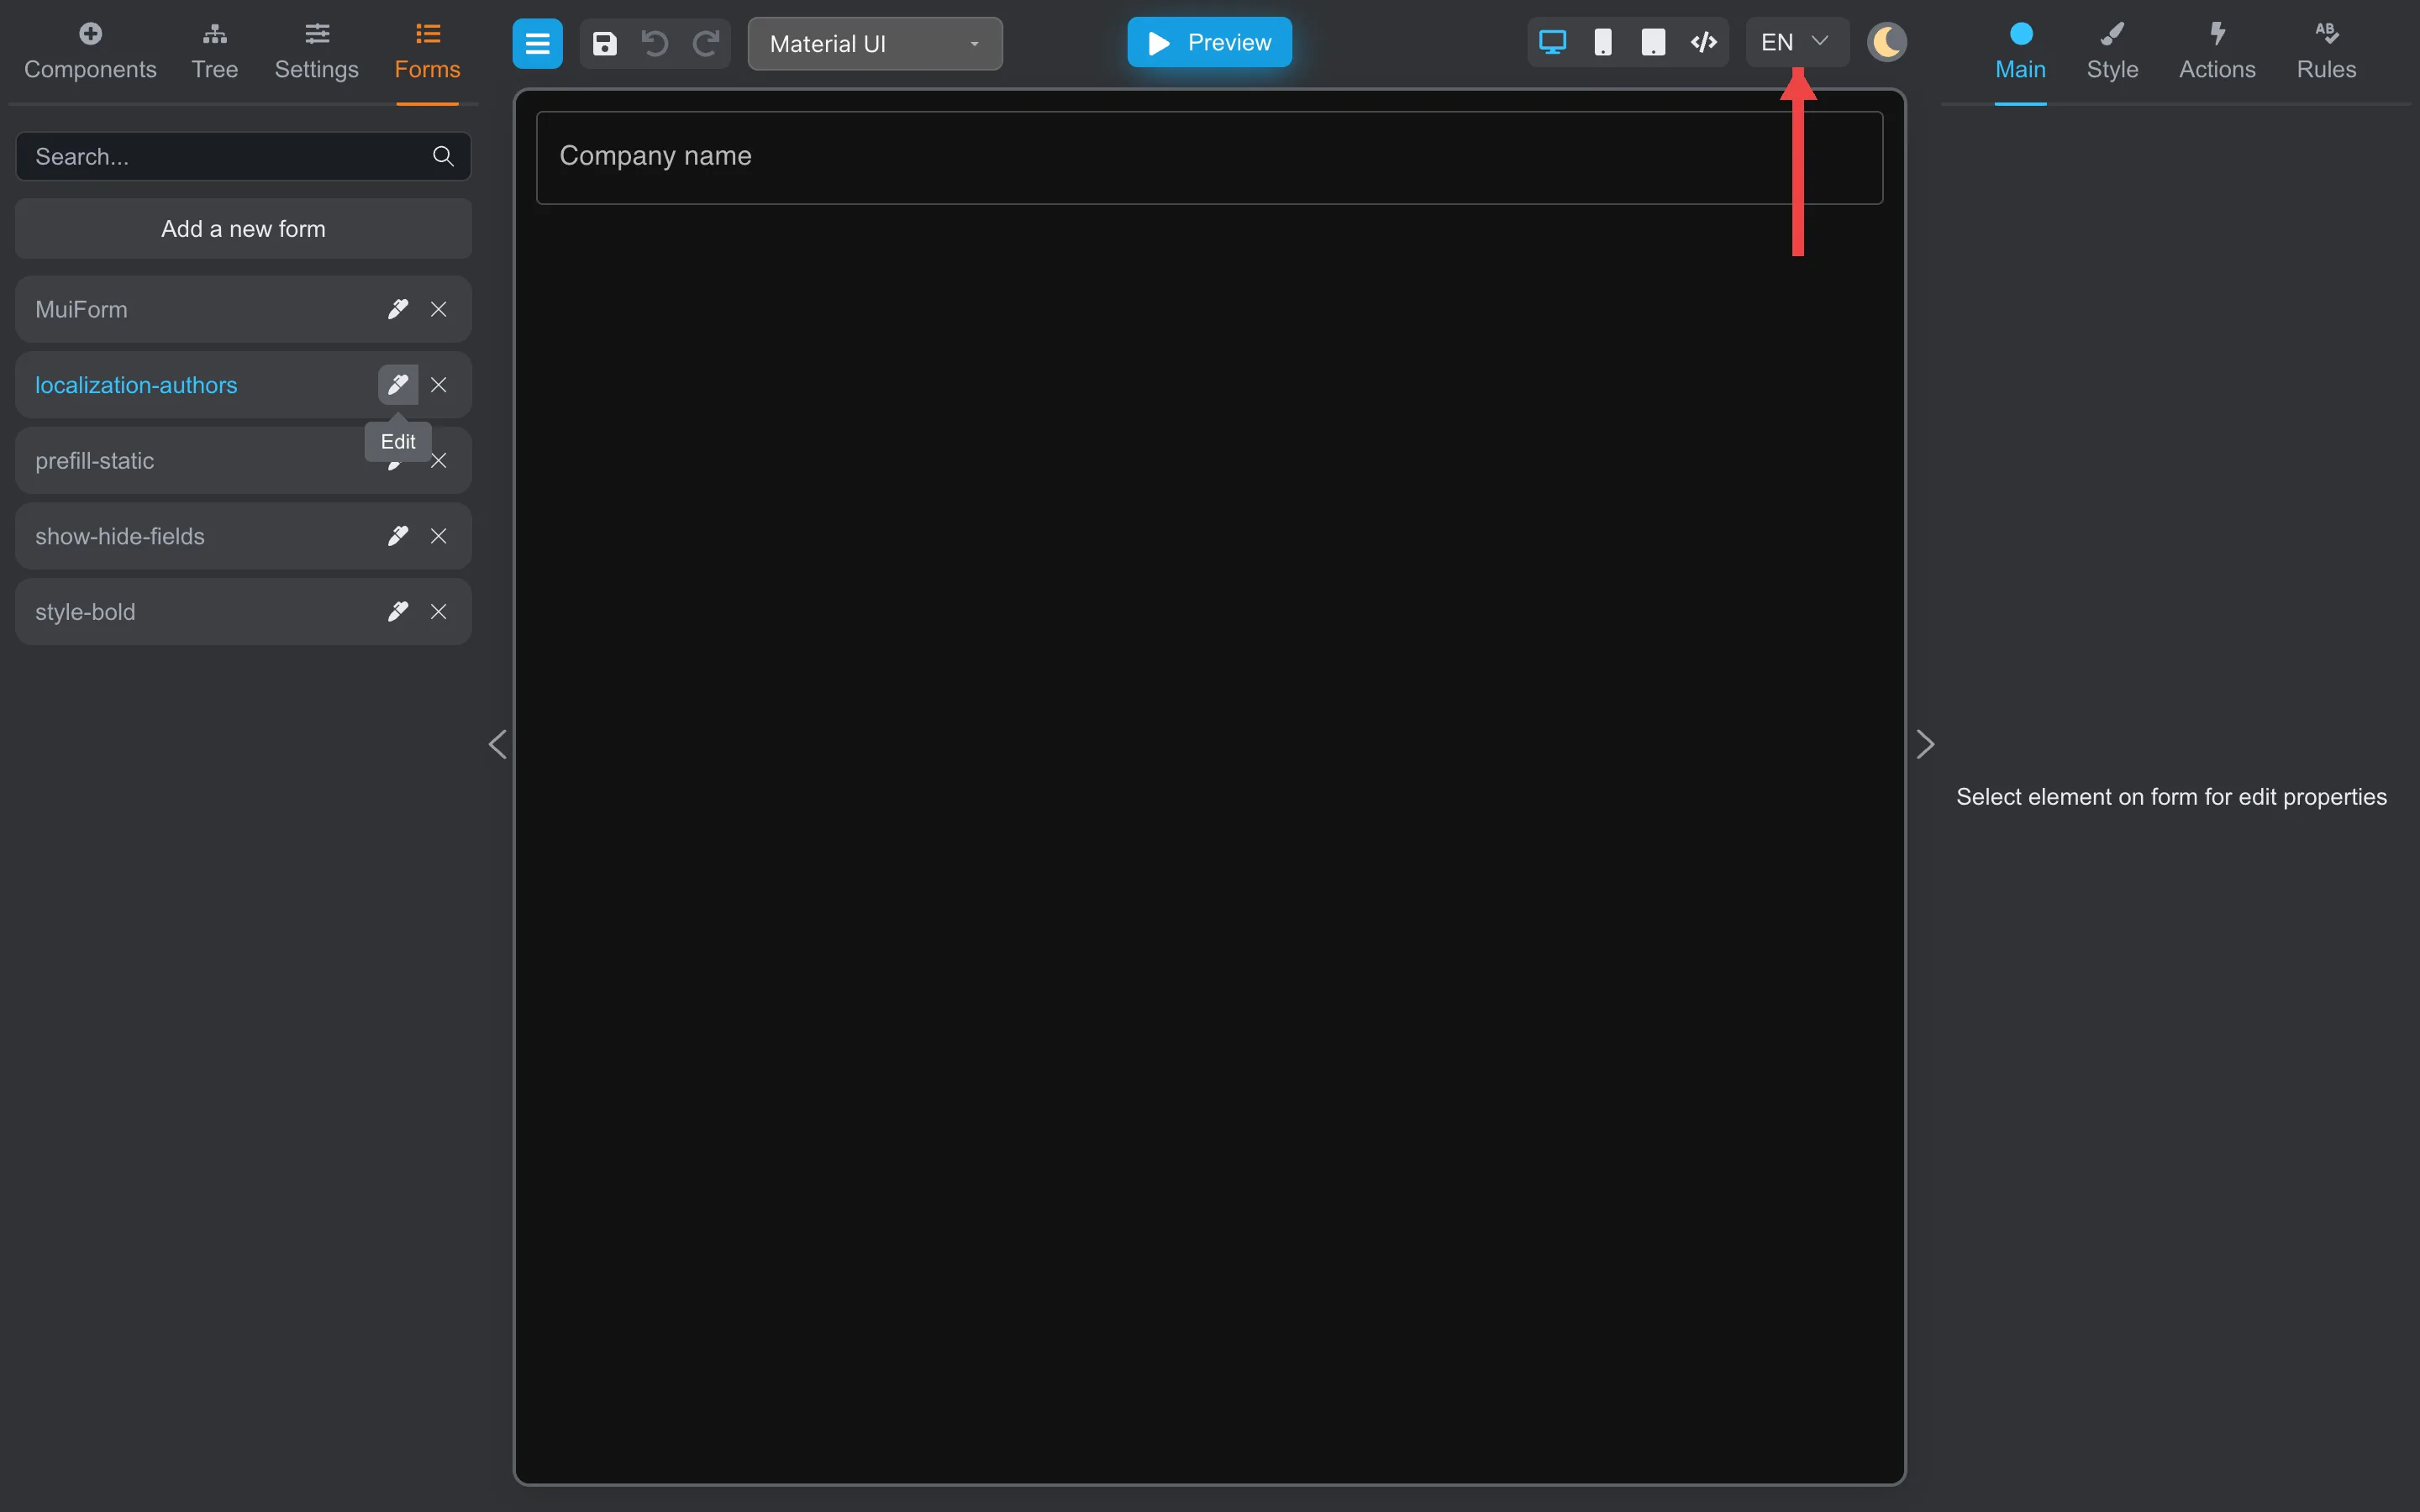 Components Tree Settings Forms
Material UI
Preview
EN
Main Style Actions Rules
Search...
Add a new form
MuiForm
localization-authors
Edit
prefill-static
show-hide-fields
style-bold
Company name
Select element on form for edit properties